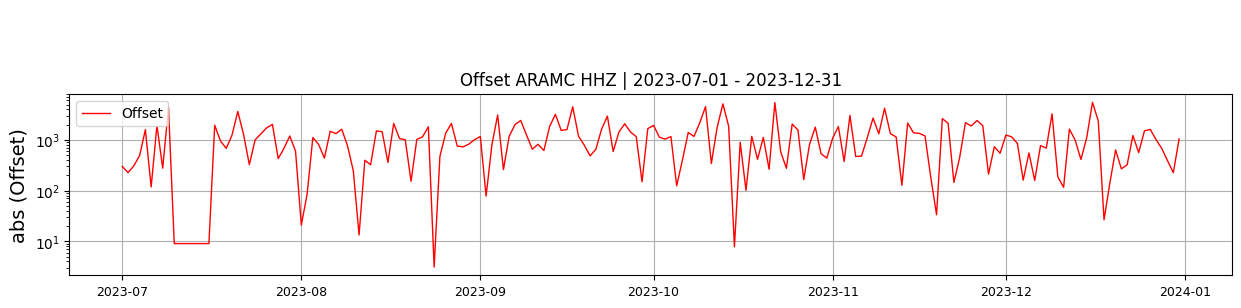 Offset ARAMC HHZ | 2023-07-01 - 2023-12-31
Offset
abs (Offset)
10³
10²
10¹
2023-07 2023-08 2023-09 2023-10 2023-11 2023-12 2024-01